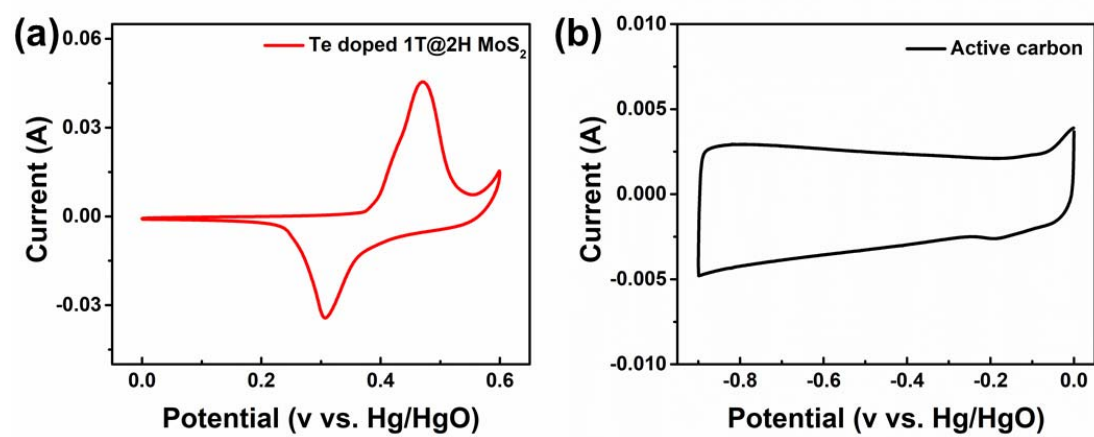 (a)
Te doped 1T@2H MoS₂
Current (A)
0.06
0.03
0.00
-0.03
0.0
0.2
0.4
0.6
Potential (v vs. Hg/HgO)
(b)
Active carbon
Current (A)
0.010
0.005
0.000
-0.005
-0.010
-0.8
-0.6
-0.4
-0.2
0.0
Potential (v vs. Hg/HgO)